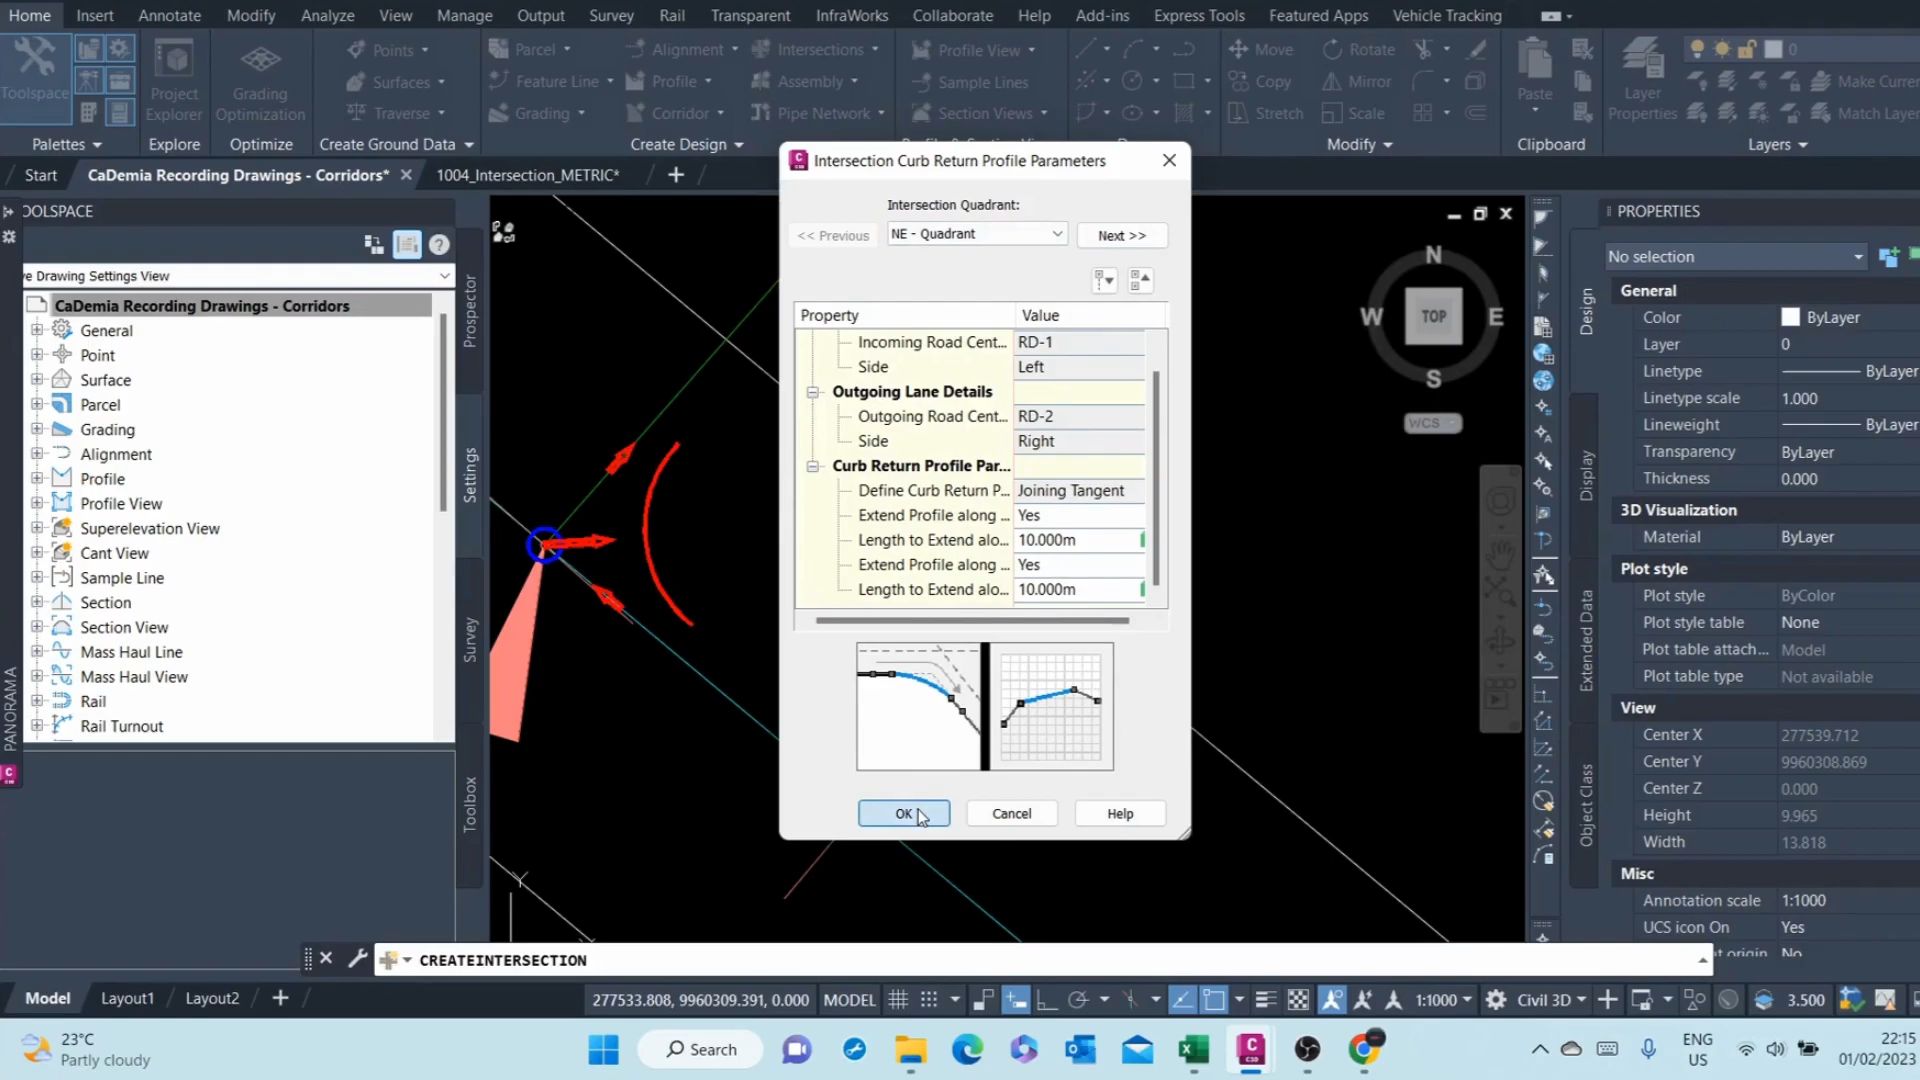 Home Insert Annotate Modify Analyze View Manage Output Survey Rail Transparent InfraWorks Collaborate Help Add-ins Express Tools Featured Apps Vehicle Tracking
Toolspace
Project Explorer
Grading Optimization
Points
Surfaces
Traverse
Parcel
Feature Line
Grading
Alignment
Profile
Corridor
Intersections
Assembly
Pipe Network
Profile View
Sample Lines
Section Views
Move
Copy
Stretch
Rotate
Mirror
Scale
Paste
Layer Properties
0
Make Curren
Match Layer
Palettes Explore Optimize Create Ground Data Create Design Modify Clipboard Layers
Start CaDemia Recording Drawings - Corridors* 1004_Intersection_METRIC*
OOLSPACE
e Drawing Settings View
CaDemia Recording Drawings - Corridors
General
Point
Surface
Parcel
Grading
Alignment
Profile
Profile View
Superelevation View
Cant View
Sample Line
Section
Section View
Mass Haul Line
Mass Haul View
Rail
Rail Turnout
Prospector
Settings
Survey
Toolbox
PANORAMA
Intersection Curb Return Profile Parameters
Intersection Quadrant:
<< Previous NE - Quadrant Next >>
Property Value
Incoming Road Cent... RD-1
Side Left
Outgoing Lane Details
Outgoing Road Cent... RD-2
Side Right
Curb Return Profile Par...
Define Curb Return P... Joining Tangent
Extend Profile along ... Yes
Length to Extend alo... 10.000m
Extend Profile along ... Yes
Length to Extend alo... 10.000m
OK Cancel Help
N
W TOP E
S
WCS
Y
X
PROPERTIES
No selection
General
Color ByLayer
Layer 0
Linetype ByLayer
Linetype scale 1.000
Lineweight ByLayer
Transparency ByLayer
Thickness 0.000
3D Visualization
Material ByLayer
Plot style
Plot style ByColor
Plot style table None
Plot table attach... Model
Plot table type Not available
View
Center X 277539.712
Center Y 9960308.869
Center Z 0.000
Height 9.965
Width 13.818
Misc
Annotation scale 1:1000
UCS icon On Yes
No
Design
Display
Extended Data
Object Class
CREATEINTERSECTION
Model Layout1 Layout2
277533.808, 9960309.391, 0.000 MODEL 1:1000 Civil 3D 3.500
23°C
Partly cloudy
Search
ENG
US
22:15
01/02/2023